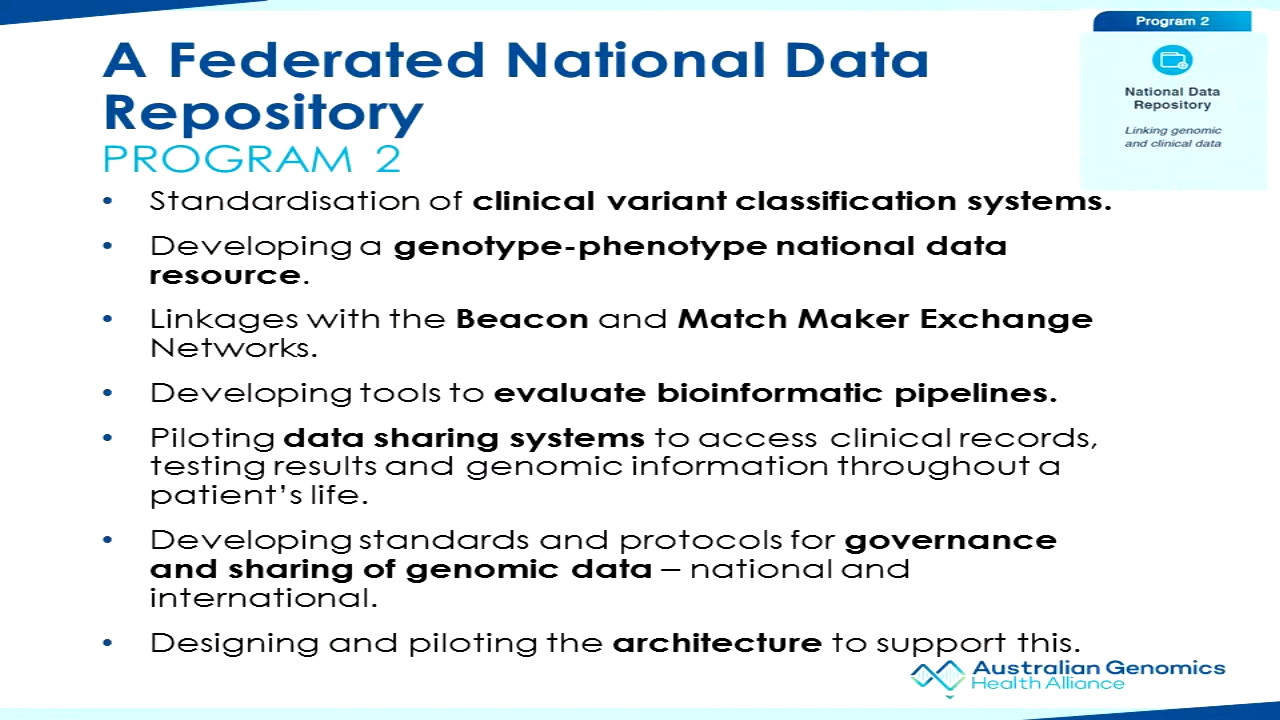 Program 2
A Federated National Data
Repository
PROGRAM 2
National Data
Repository
Linking genomic
and clinical data
• Standardisation of clinical variant classification systems.
• Developing a genotype-phenotype national data
resource.
• Linkages with the Beacon and Match Maker Exchange
Networks.
• Developing tools to evaluate bioinformatic pipelines.
• Piloting data sharing systems to access clinical records,
testing results and genomic information throughout a
patient’s life.
• Developing standards and protocols for governance
and sharing of genomic data – national and
international.
• Designing and piloting the architecture to support this.
Australian Genomics
Health Alliance